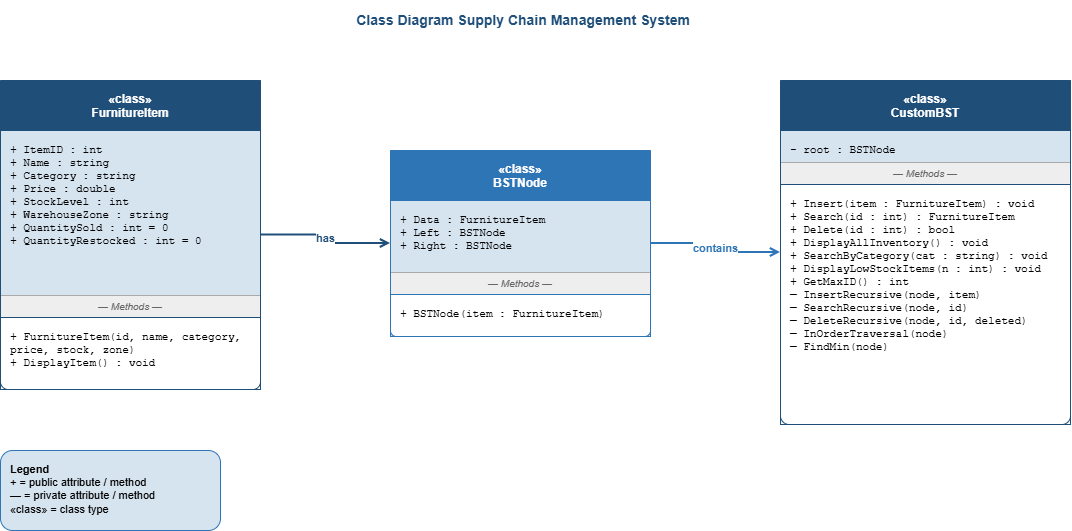 Class Diagram Supply Chain Management System
«class»
FurnitureItem
+ ItemID : int
+ Name : string
+ Category : string
+ Price : double
+ StockLevel : int
+ WarehouseZone : string
+ QuantitySold : int = 0
+ QuantityRestocked : int = 0
— Methods —
+ FurnitureItem(id, name, category,
price, stock, zone)
+ DisplayItem() : void
has
«class»
BSTNode
+ Data : FurnitureItem
+ Left : BSTNode
+ Right : BSTNode
— Methods —
+ BSTNode(item : FurnitureItem)
contains
«class»
CustomBST
− root : BSTNode
— Methods —
+ Insert(item : FurnitureItem) : void
+ Search(id : int) : FurnitureItem
+ Delete(id : int) : bool
+ DisplayAllInventory() : void
+ SearchByCategory(cat : string) : void
+ DisplayLowStockItems(n : int) : void
+ GetMaxID() : int
— InsertRecursive(node, item)
— SearchRecursive(node, id)
— DeleteRecursive(node, id, deleted)
— InOrderTraversal(node)
— FindMin(node)
Legend
+ = public attribute / method
— = private attribute / method
«class» = class type